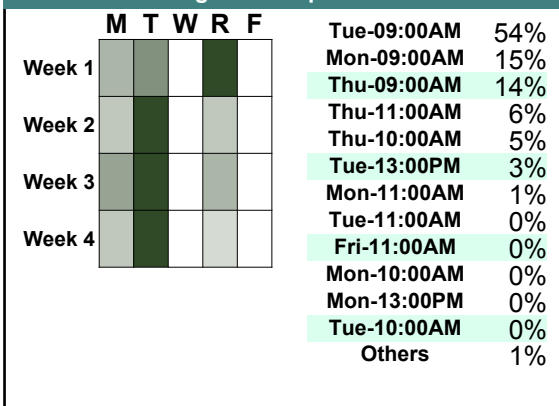 M T W R F
Week 1
Week 2
Week 3
Week 4
Tue-09:00AM 54%
Mon-09:00AM 15%
Thu-09:00AM 14%
Thu-11:00AM 6%
Thu-10:00AM 5%
Tue-13:00PM 3%
Mon-11:00AM 1%
Tue-11:00AM 0%
Fri-11:00AM 0%
Mon-10:00AM 0%
Mon-13:00PM 0%
Tue-10:00AM 0%
Others 1%